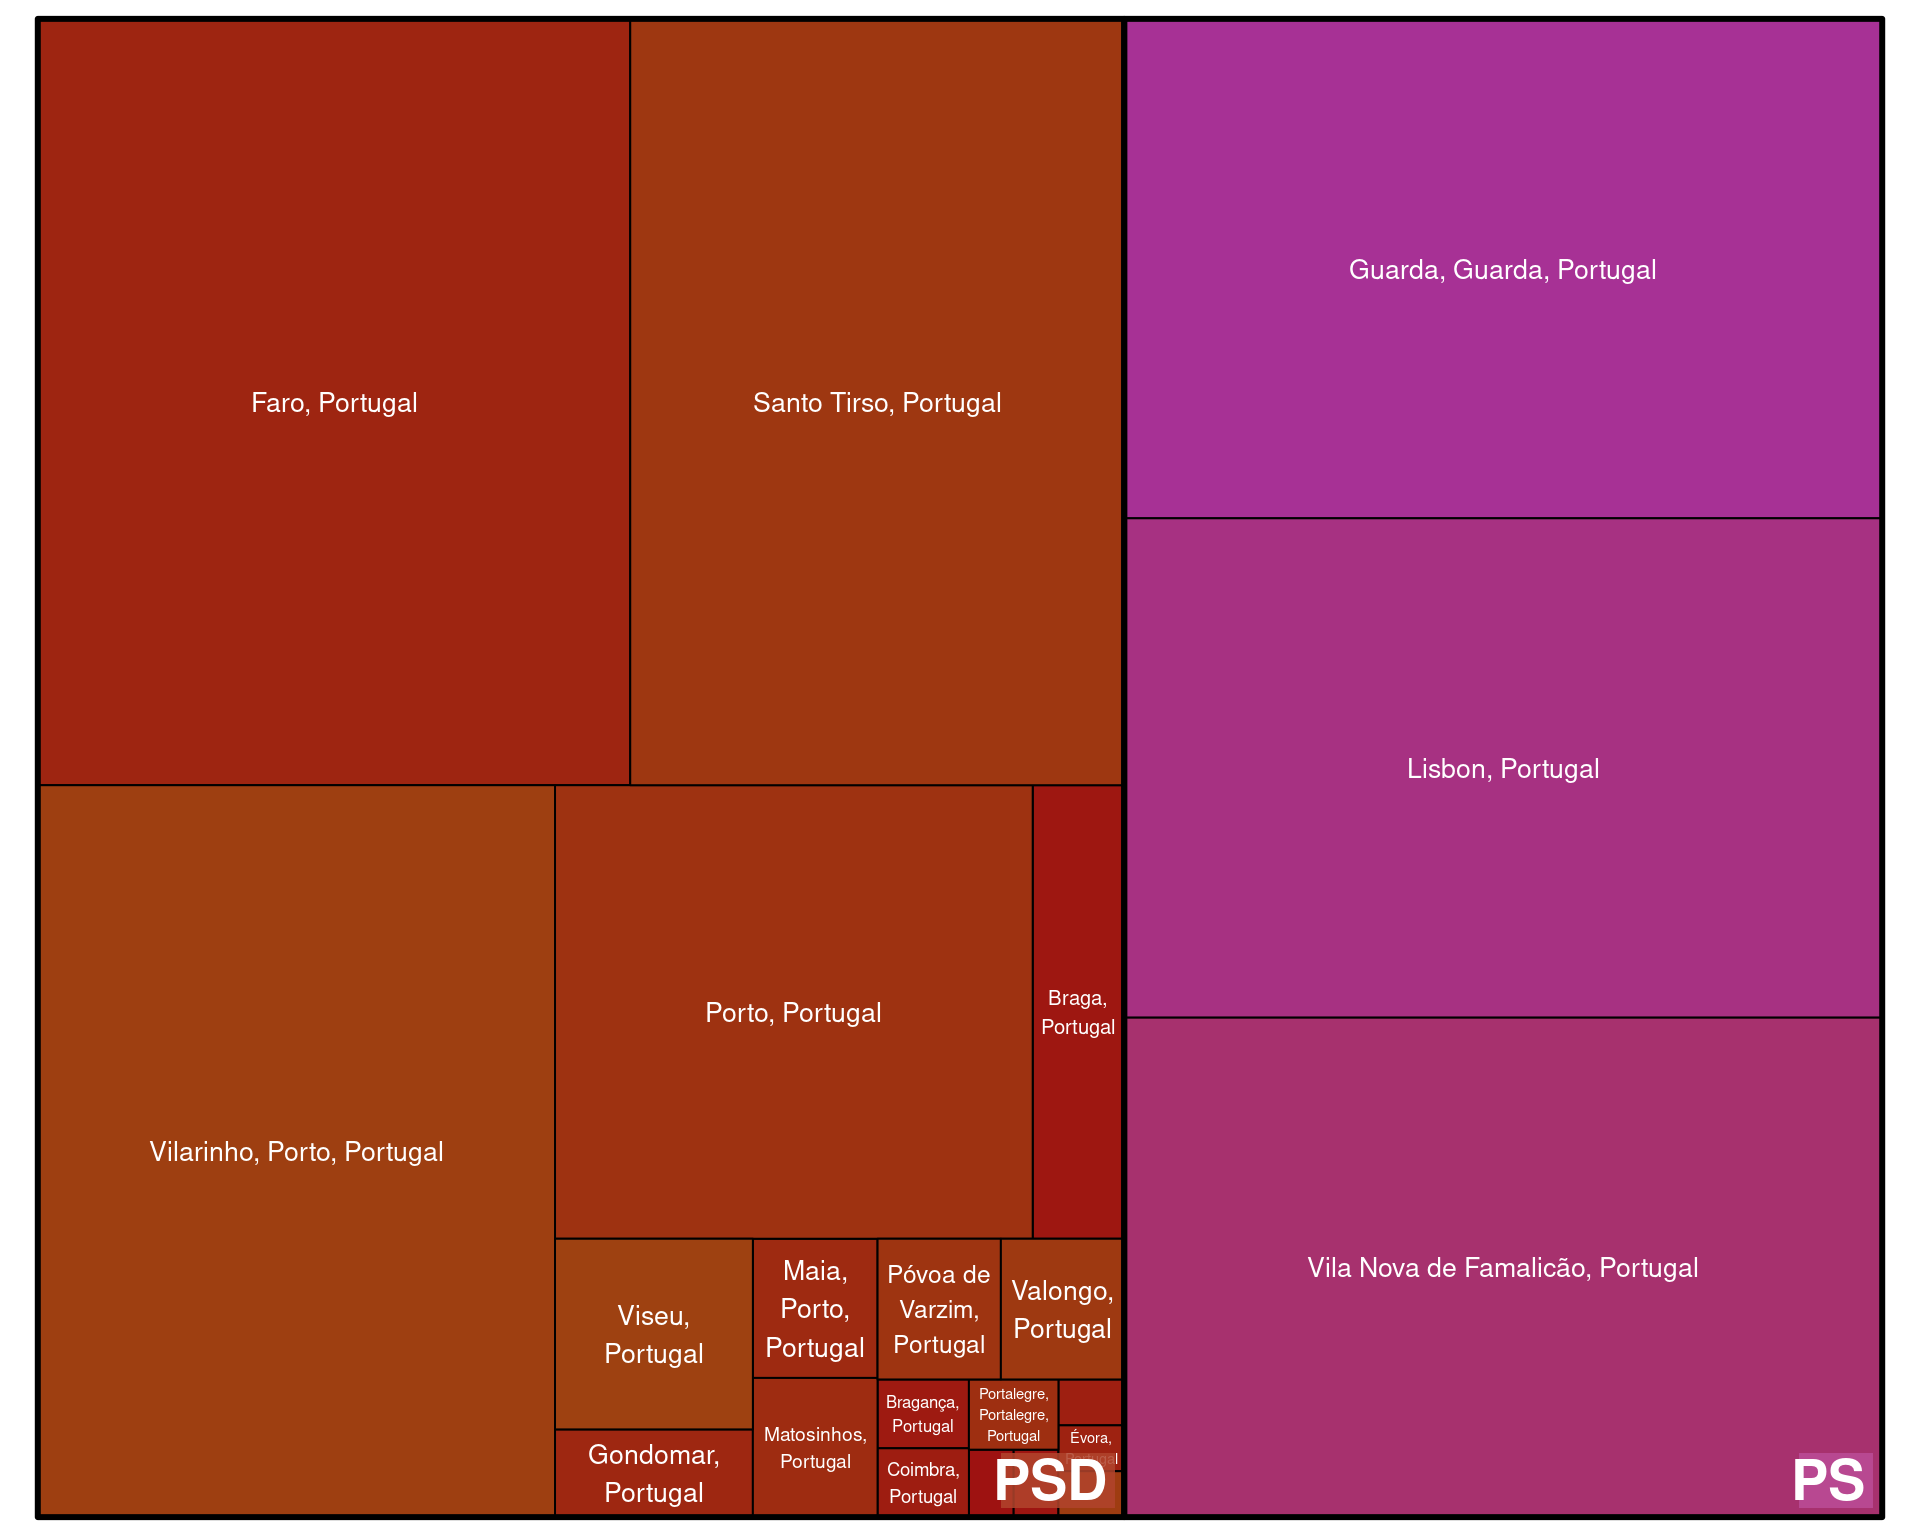 Faro, Portugal
Santo Tirso, Portugal
Guarda, Guarda, Portugal
Lisbon, Portugal
Vila Nova de Famalicão, Portugal
Vilarinho, Porto, Portugal
Porto, Portugal
Braga,
Portugal
Viseu,
Portugal
Gondomar,
Portugal
Maia,
Porto,
Portugal
Matosinhos,
Portugal
Póvoa de
Varzim,
Portugal
Valongo,
Portugal
Bragança,
Portugal
Coimbra,
Portugal
Portalegre,
Portalegre,
Portugal
Évora,
Portugal
PSD
PS